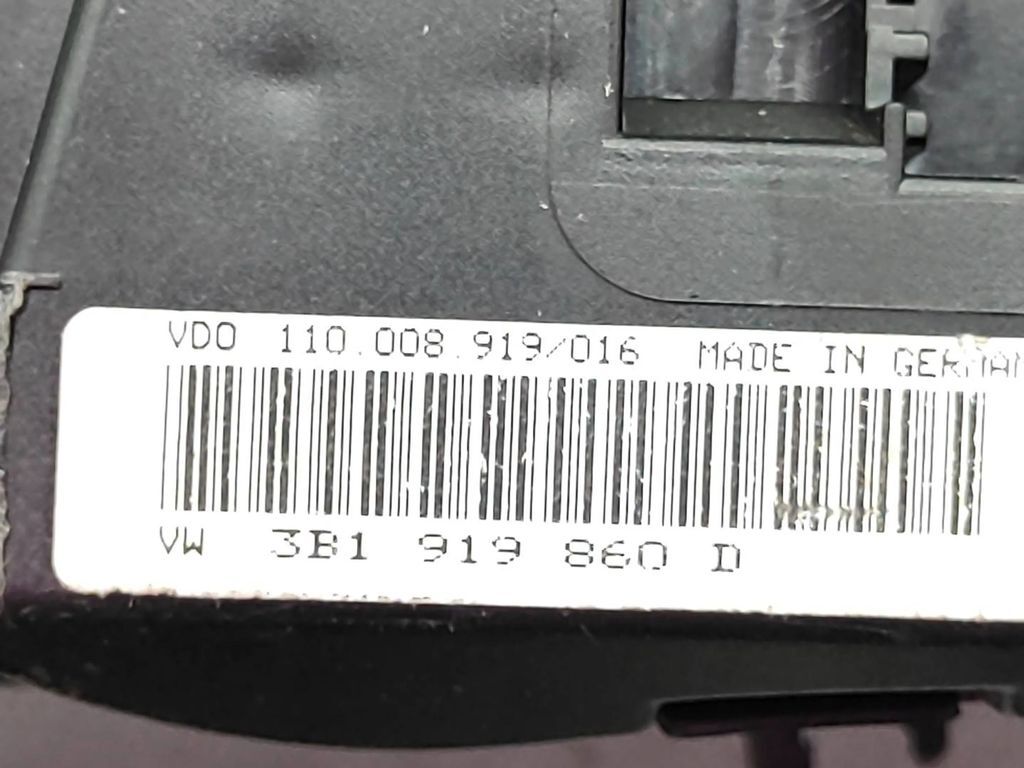 VDO 110.008.919/016 MADE IN GERMAN
VW 3B1 919 860 D